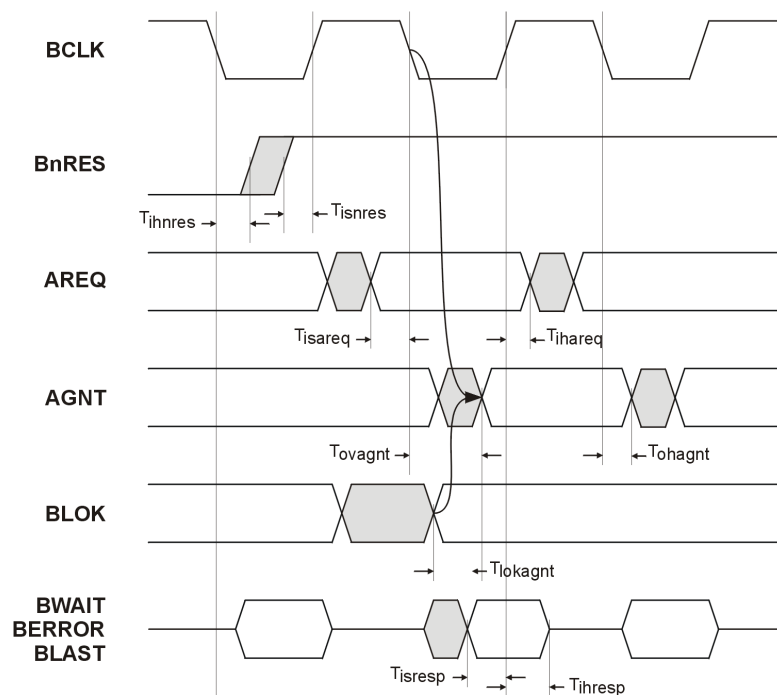 BCLK
BnRES
Tihnres
Tisnres
AREQ
Tisareq
Tihareq
AGNT
Tovagnt
Tohagnt
BLOK
Tlokagnt
BWAIT
BERROR
BLAST
Tisresp
Tihresp